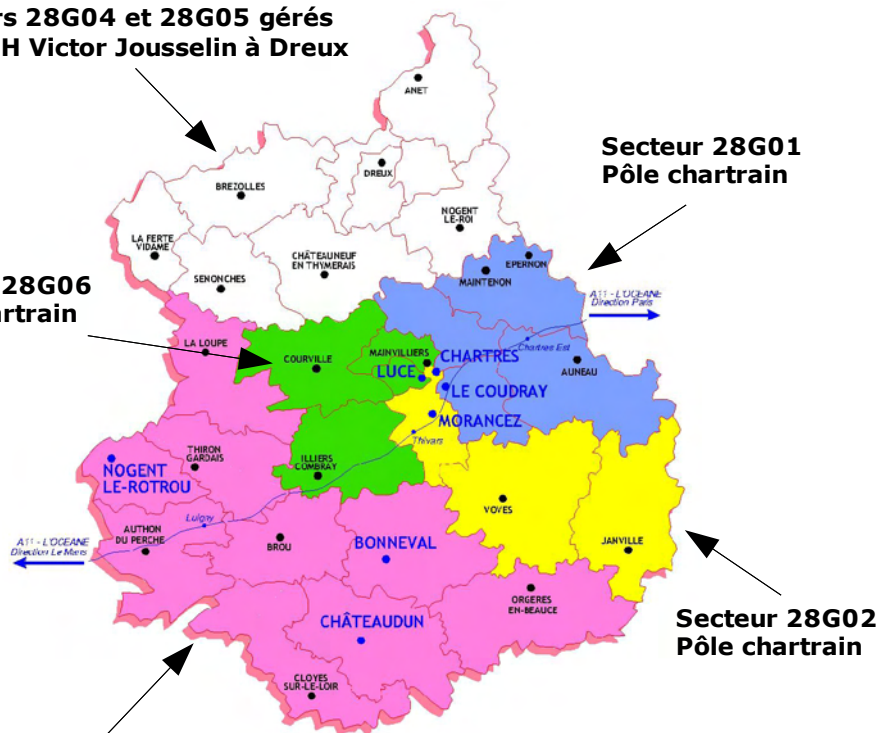 rs 28G04 et 28G05 gérés
H Victor Jousselin à Dreux
ANET
Secteur 28G01
Pôle chartrain
DREUX
BREZOLLES
NOGENT
LE-ROI
LA FERTE
VIDAME
CHÂTEAUNEUF
EN THYMERAIS
SENONCHES
EPERNON
MAINTENON
28G06
artrain
A11 - L'OCEANE
Direction Paris
LA LOUPE
COURVILLE
MAINVILLIERS
CHARTRES
Chartres Est
LUCE
AUNEAU
LE COUDRAY
MORANCEZ
Thivars
THIRON
GARDAIS
ILLIERS
COMBRAY
NOGENT
LE-ROTROU
VOVES
Luigny
AUTHON
DU PERCHE
BROU
BONNEVAL
JANVILLE
A11 - L'OCEANE
Direction Le Mans
ORGERES
EN-BEAUCE
Secteur 28G02
Pôle chartrain
CHÂTEAUDUN
CLOYES
SUR-LE-LOIR